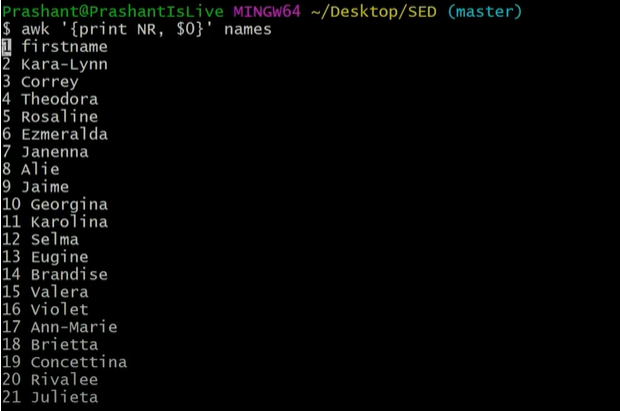 Prashant@PrashantIsLive MINGW64 ~/Desktop/SED (master)
$ awk '{print NR, $0}' names
1 firstname
2 Kara-Lynn
3 Correy
4 Theodora
5 Rosaline
6 Ezmeralda
7 Janenna
8 Alie
9 Jaime
10 Georgina
11 Karolina
12 Selma
13 Eugine
14 Brandise
15 Valera
16 Violet
17 Ann-Marie
18 Brietta
19 Concettina
20 Rivalee
21 Julieta